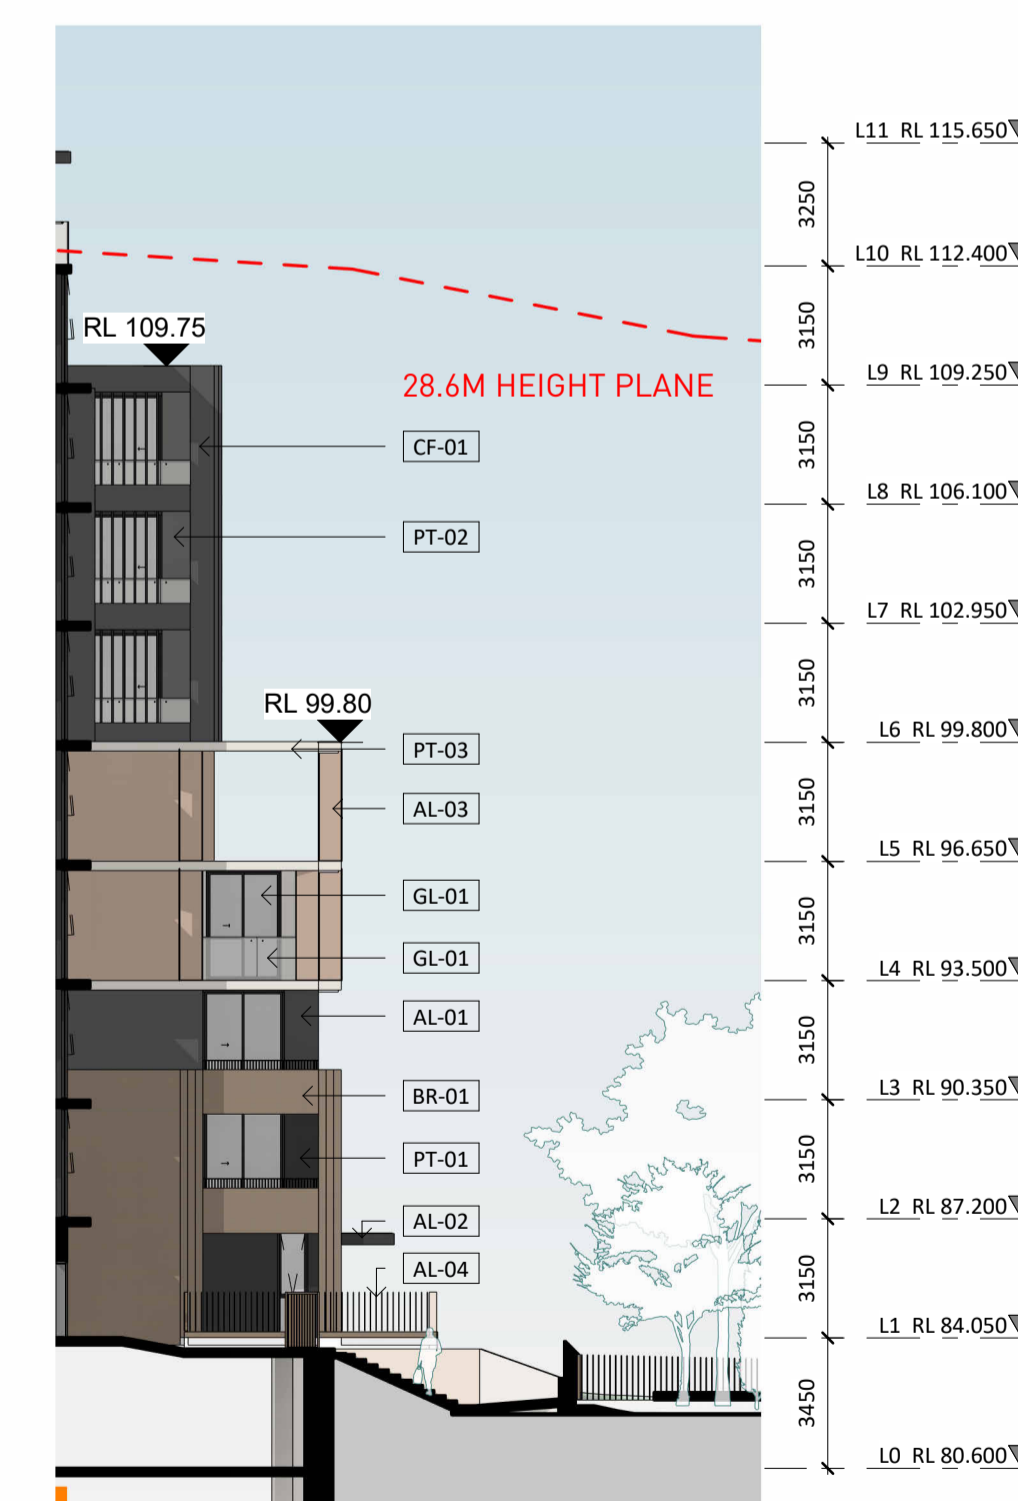 L11 RL 115.650
3250
L10 RL 112.400
3150
RL 109.75
L9 RL 109.250
28.6M HEIGHT PLANE
3150
CF-01
L8 RL 106.100
PT-02
3150
L7 RL 102.950
3150
RL 99.80
L6 RL 99.800
PT-03
3150
AL-03
L5 RL 96.650
GL-01
3150
GL-01
L4 RL 93.500
AL-01
3150
L3 RL 90.350
BR-01
3150
PT-01
L2 RL 87.200
AL-02
3150
AL-04
L1 RL 84.050
3450
L0 RL 80.600